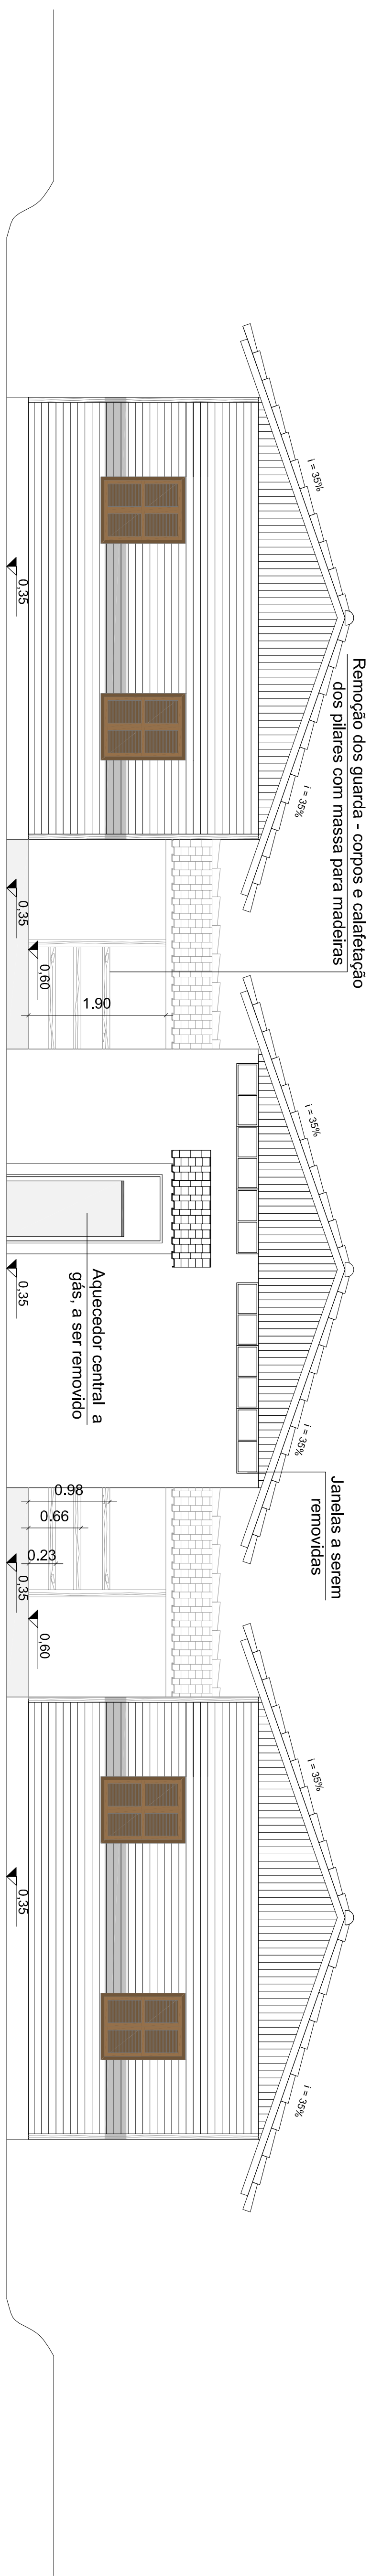 Remoção dos guarda - corpos e calafetação
dos pilares com massa para madeiras
i = 35%
i = 35%
i = 35%
i = 35%
i = 35%
i = 35%
Janelas a serem
removidas
Aquecedor central a
gás, a ser removido
1.90
0.98
0.66
0.23
0,35
0,35
0,60
0,35
0,35
0,60
0,35